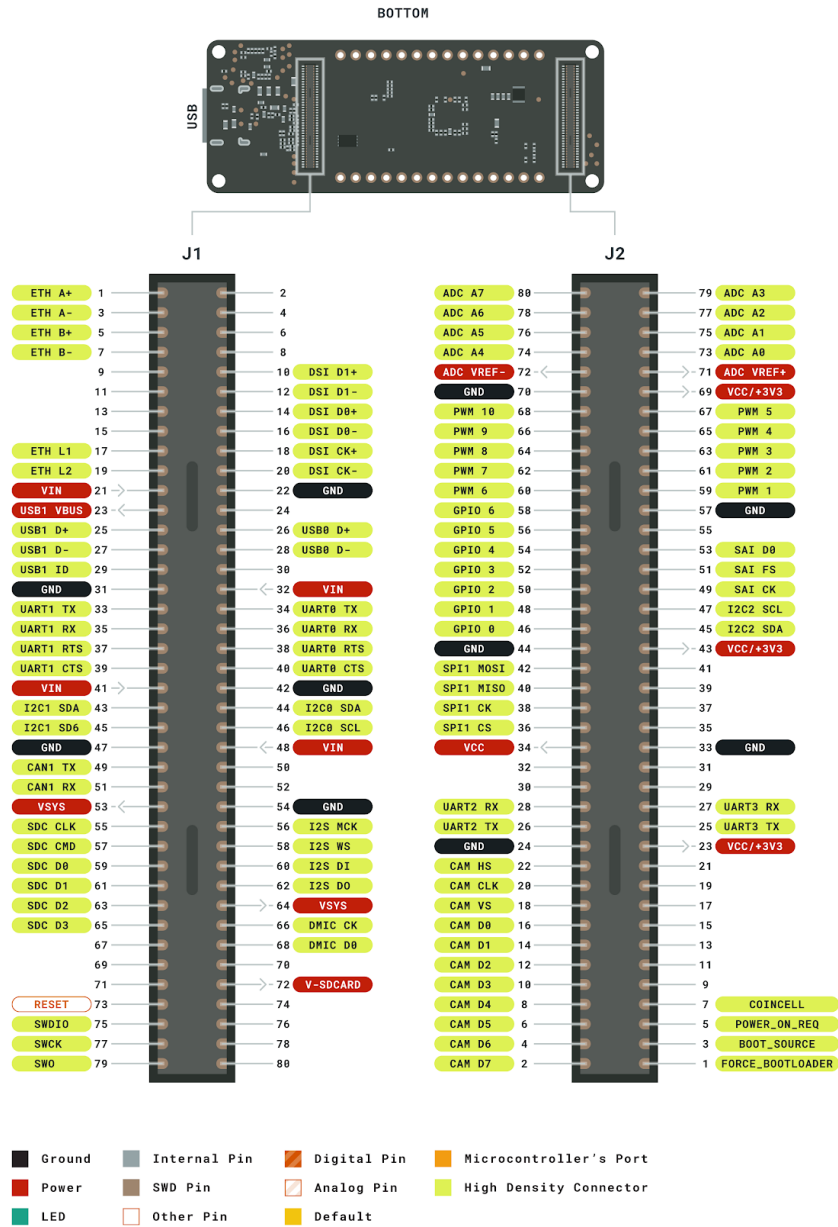 BOTTOM
USB
J1 J2
ETH A+ 1 2 ADC A7 80 79 ADC A3
ETH A- 3 4 ADC A6 78 77 ADC A2
ETH B+ 5 6 ADC A5 76 75 ADC A1
ETH B- 7 8 ADC A4 74 73 ADC A0
9 10 DSI D1+ ADC VREF- 72 71 ADC VREF+
11 12 DSI D1- GND 70 69 VCC/+3V3
13 14 DSI D0+ PWM 10 68 67 PWM 5
15 16 DSI D0- PWM 9 66 65 PWM 4
ETH L1 17 18 DSI CK+ PWM 8 64 63 PWM 3
ETH L2 19 20 DSI CK- PWM 7 62 61 PWM 2
VIN 21 22 GND PWM 6 60 59 PWM 1
USB1 VBUS 23 24 GPIO 6 58 57 GND
USB1 D+ 25 26 USB0 D+ GPIO 5 56 55
USB1 D- 27 28 USB0 D- GPIO 4 54 53 SAI D0
USB1 ID 29 30 GPIO 3 52 51 SAI FS
GND 31 32 VIN GPIO 2 50 49 SAI CK
UART1 TX 33 34 UART0 TX GPIO 1 48 47 I2C2 SCL
UART1 RX 35 36 UART0 RX GPIO 0 46 45 I2C2 SDA
UART1 RTS 37 38 UART0 RTS GND 44 43 VCC/+3V3
UART1 CTS 39 40 UART0 CTS SPI1 MOSI 42 41
VIN 41 42 GND SPI1 MISO 40 39
I2C1 SDA 43 44 I2C0 SDA SPI1 CK 38 37
I2C1 SD6 45 46 I2C0 SCL SPI1 CS 36 35
GND 47 48 VIN VCC 34 33 GND
CAN1 TX 49 50 32 31
CAN1 RX 51 52 30 29
VSYS 53 54 GND UART2 RX 28 27 UART3 RX
SDC CLK 55 56 I2S MCK UART2 TX 26 25 UART3 TX
SDC CMD 57 58 I2S WS GND 24 23 VCC/+3V3
SDC D0 59 60 I2S DI CAM HS 22 21
SDC D1 61 62 I2S DO CAM CLK 20 19
SDC D2 63 64 VSYS CAM VS 18 17
SDC D3 65 66 DMIC CK CAM D0 16 15
67 68 DMIC D0 CAM D1 14 13
69 70 CAM D2 12 11
71 72 V-SDCARD CAM D3 10 9
RESET 73 74 CAM D4 8 7 COINCELL
SWDIO 75 76 CAM D5 6 5 POWER_ON_REQ
SWCK 77 78 CAM D6 4 3 BOOT_SOURCE
SWO 79 80 CAM D7 2 1 FORCE_BOOTLOADER
Ground Internal Pin Digital Pin Microcontroller's Port
Power SWD Pin Analog Pin High Density Connector
LED Other Pin Default